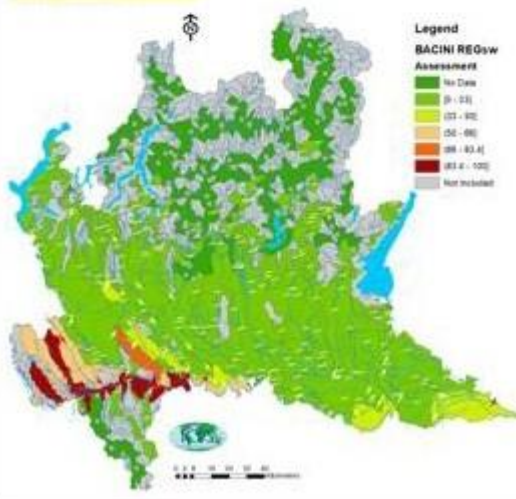 N
Legend
BACINI REGsw
Assessment
No Data
[0 - 33]
(33 - 50]
(50 - 66]
(66 - 83.4]
(83.4 - 100]
Not Included